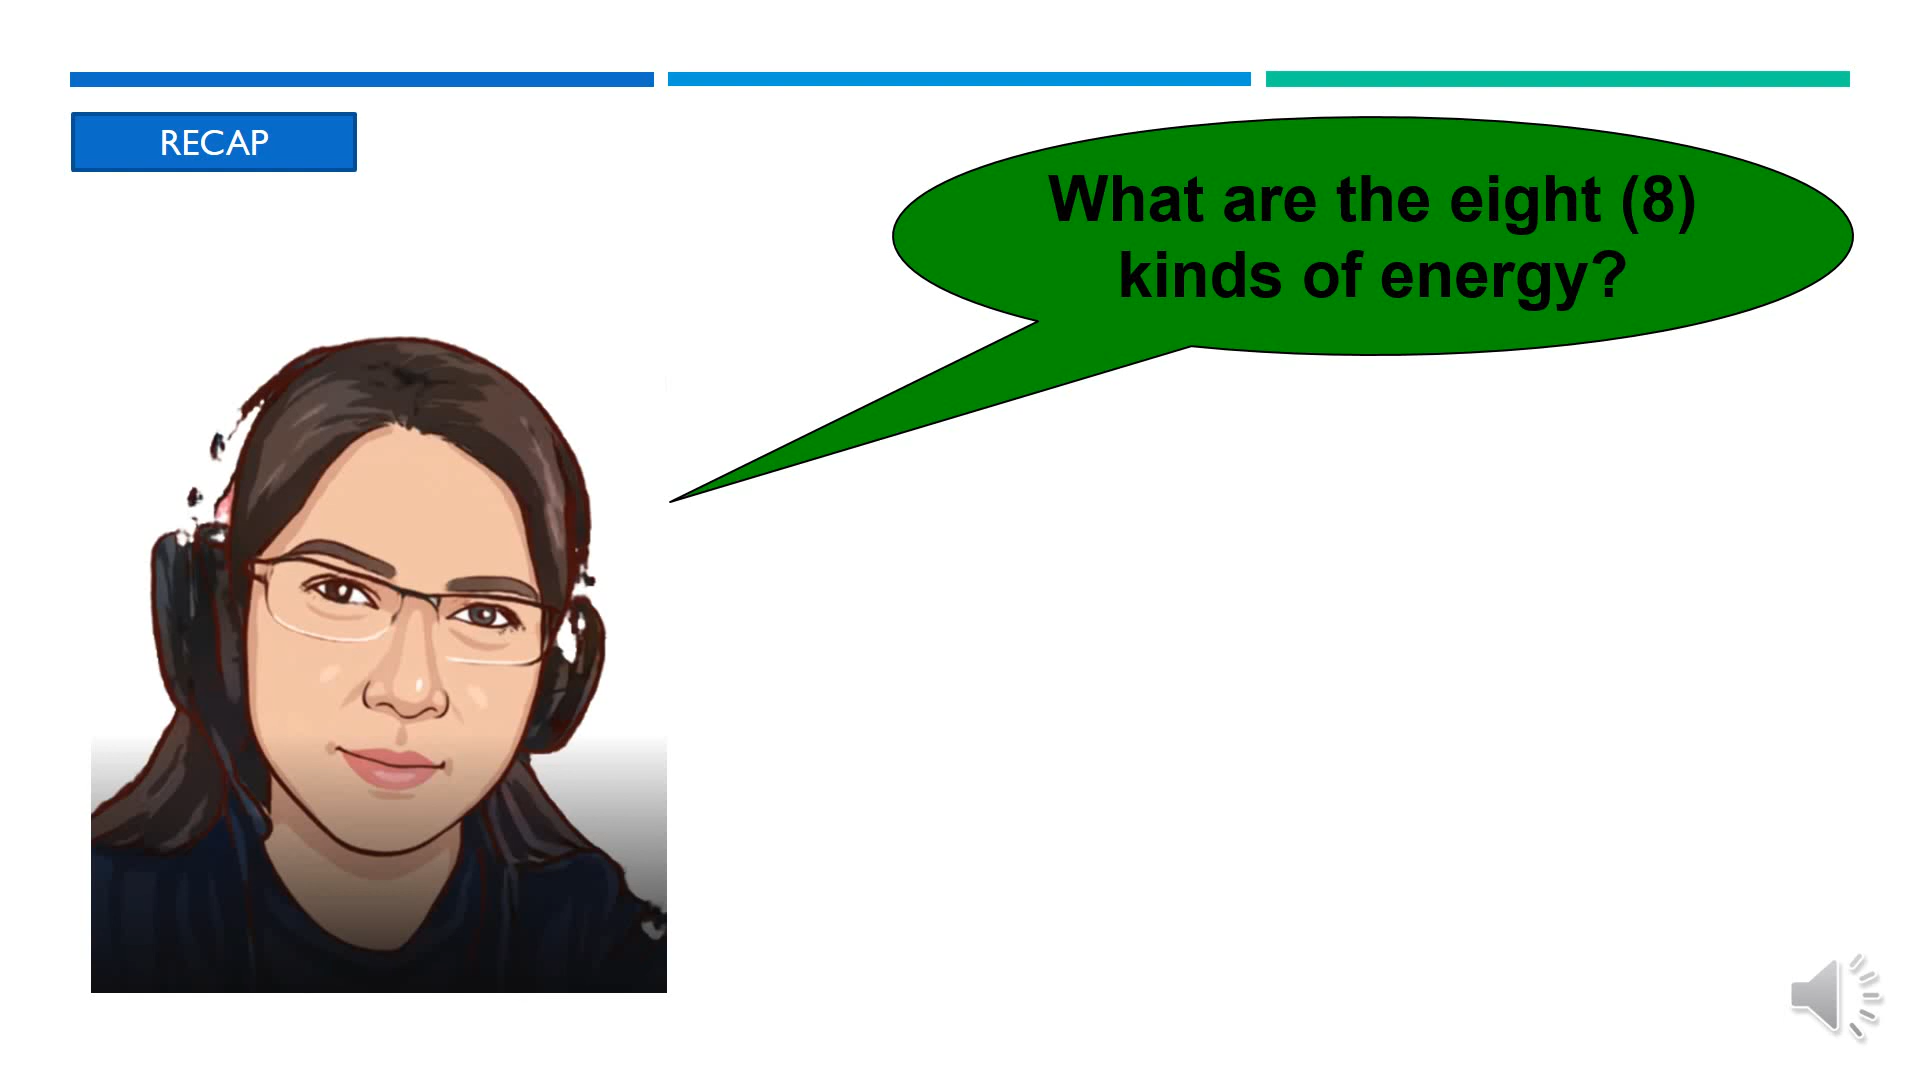 RECAP
What are the eight (8)
kinds of energy?